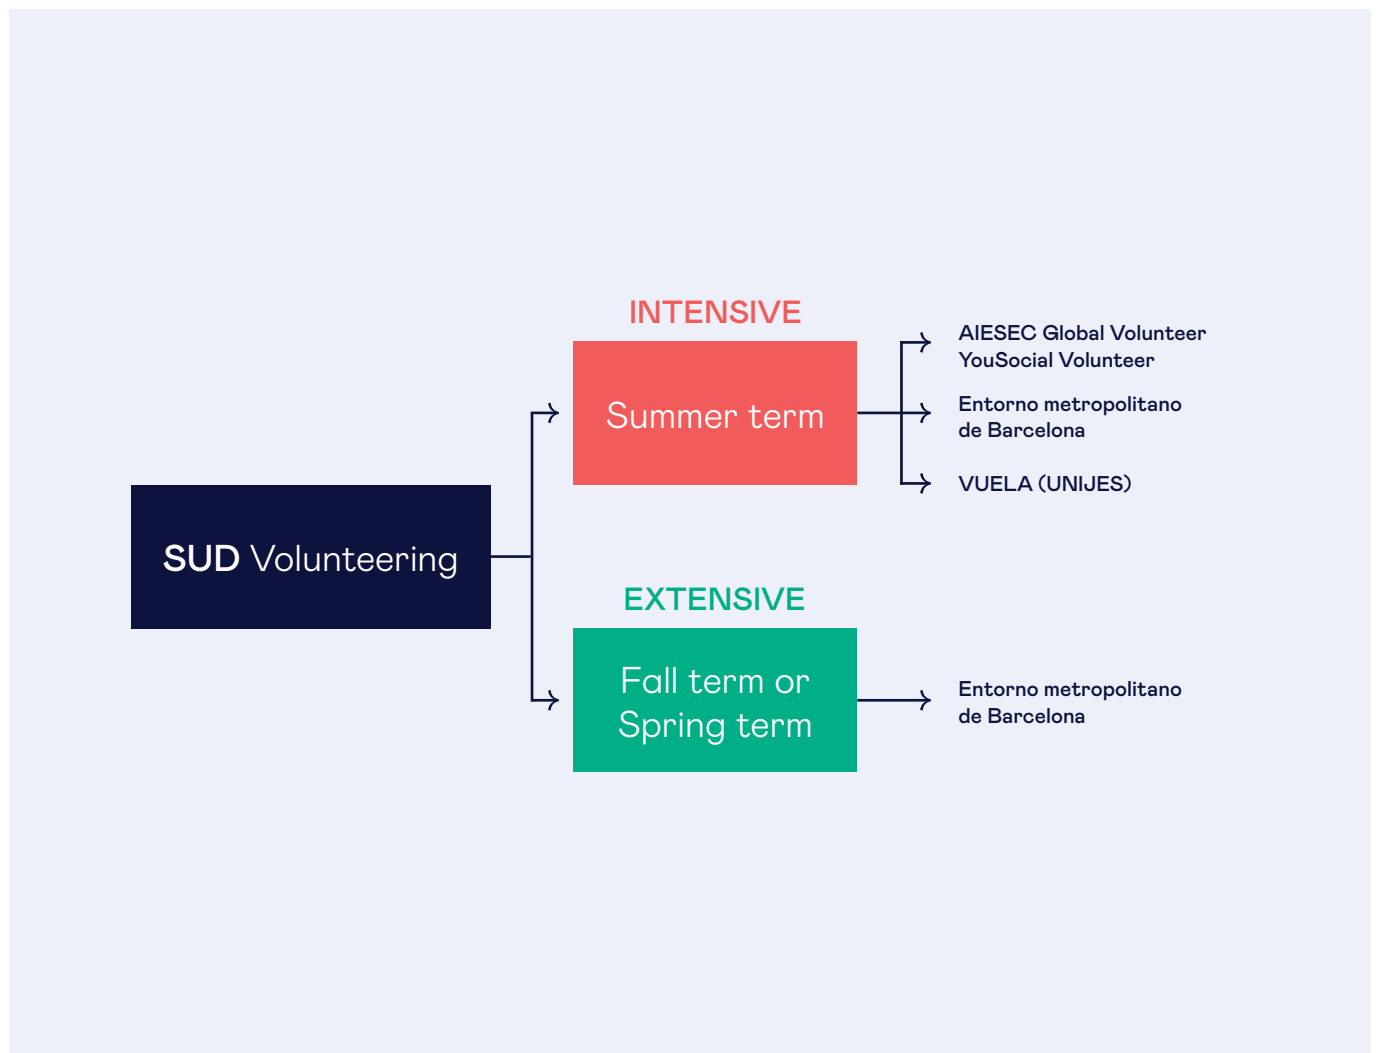 INTENSIVE
Summer term
AIESEC Global Volunteer
YouSocial Volunteer
Entorno metropolitano
de Barcelona
VUELA (UNIJES)
SUD Volunteering
EXTENSIVE
Fall term or
Spring term
Entorno metropolitano
de Barcelona